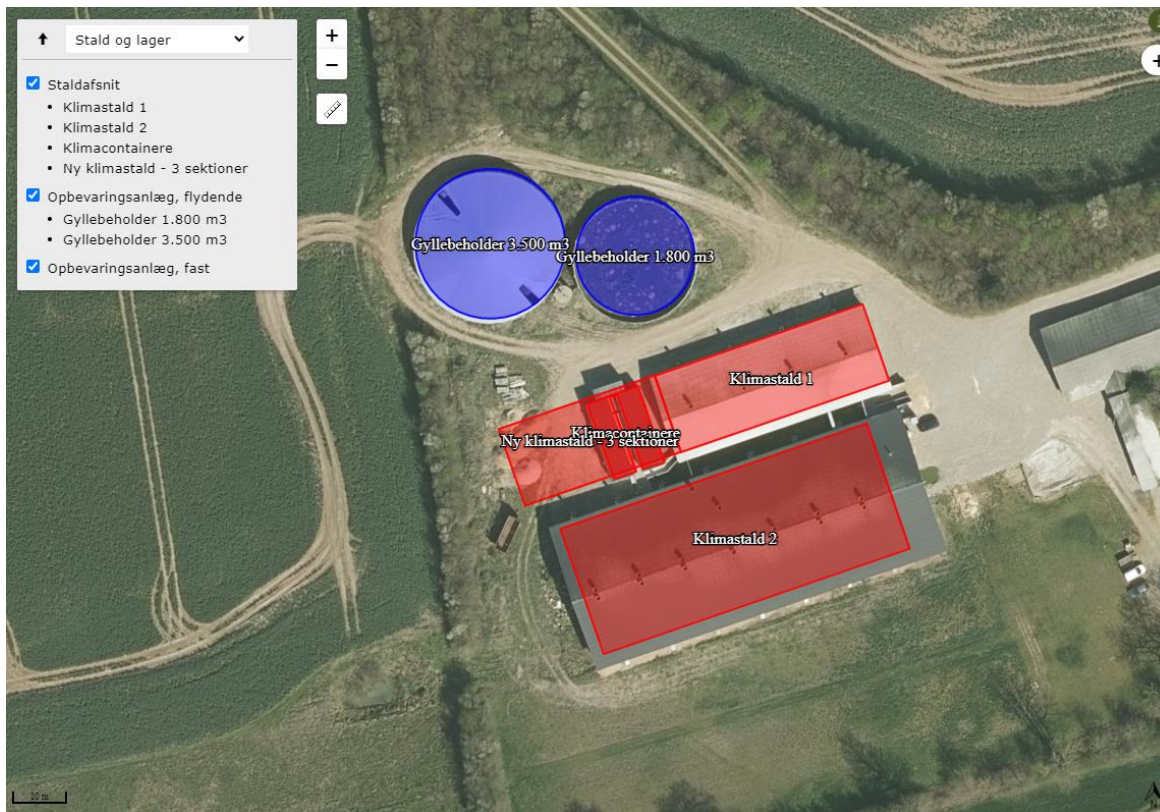 Stald og lager
Staldafsnit
Klimastald 1
Klimastald 2
Klimacontainere
Ny klimastald - 3 sektioner
Opbevaringsanlæg, flydende
Gyllebeholder 1.800 m3
Gyllebeholder 3.500 m3
Opbevaringsanlæg, fast
+
−
Gyllebeholder 3.500 m3
Gyllebeholder 1.800 m3
Klimastald 1
Klimacontainere
Ny klimastald - 3 sektioner
Klimastald 2
10 m